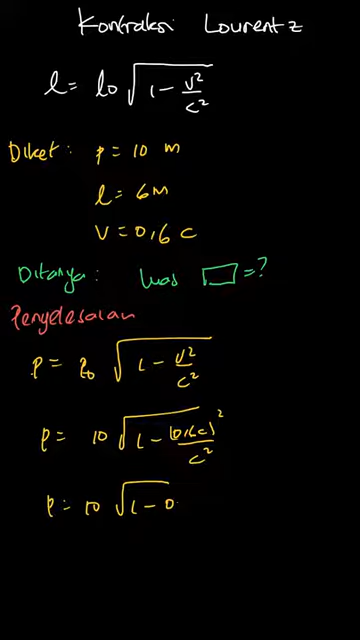 Kontraksi Lourentz
l = lo √1 - v²/c²
Diket : p = 10 m
l = 6 m
v = 0,6 c
Ditanya : luas ▭ = ?
Penyelesaian
p = po √1 - v²/c²
p = 10 √1 - (0,6c)²/c²
p = 10 √1 - 0